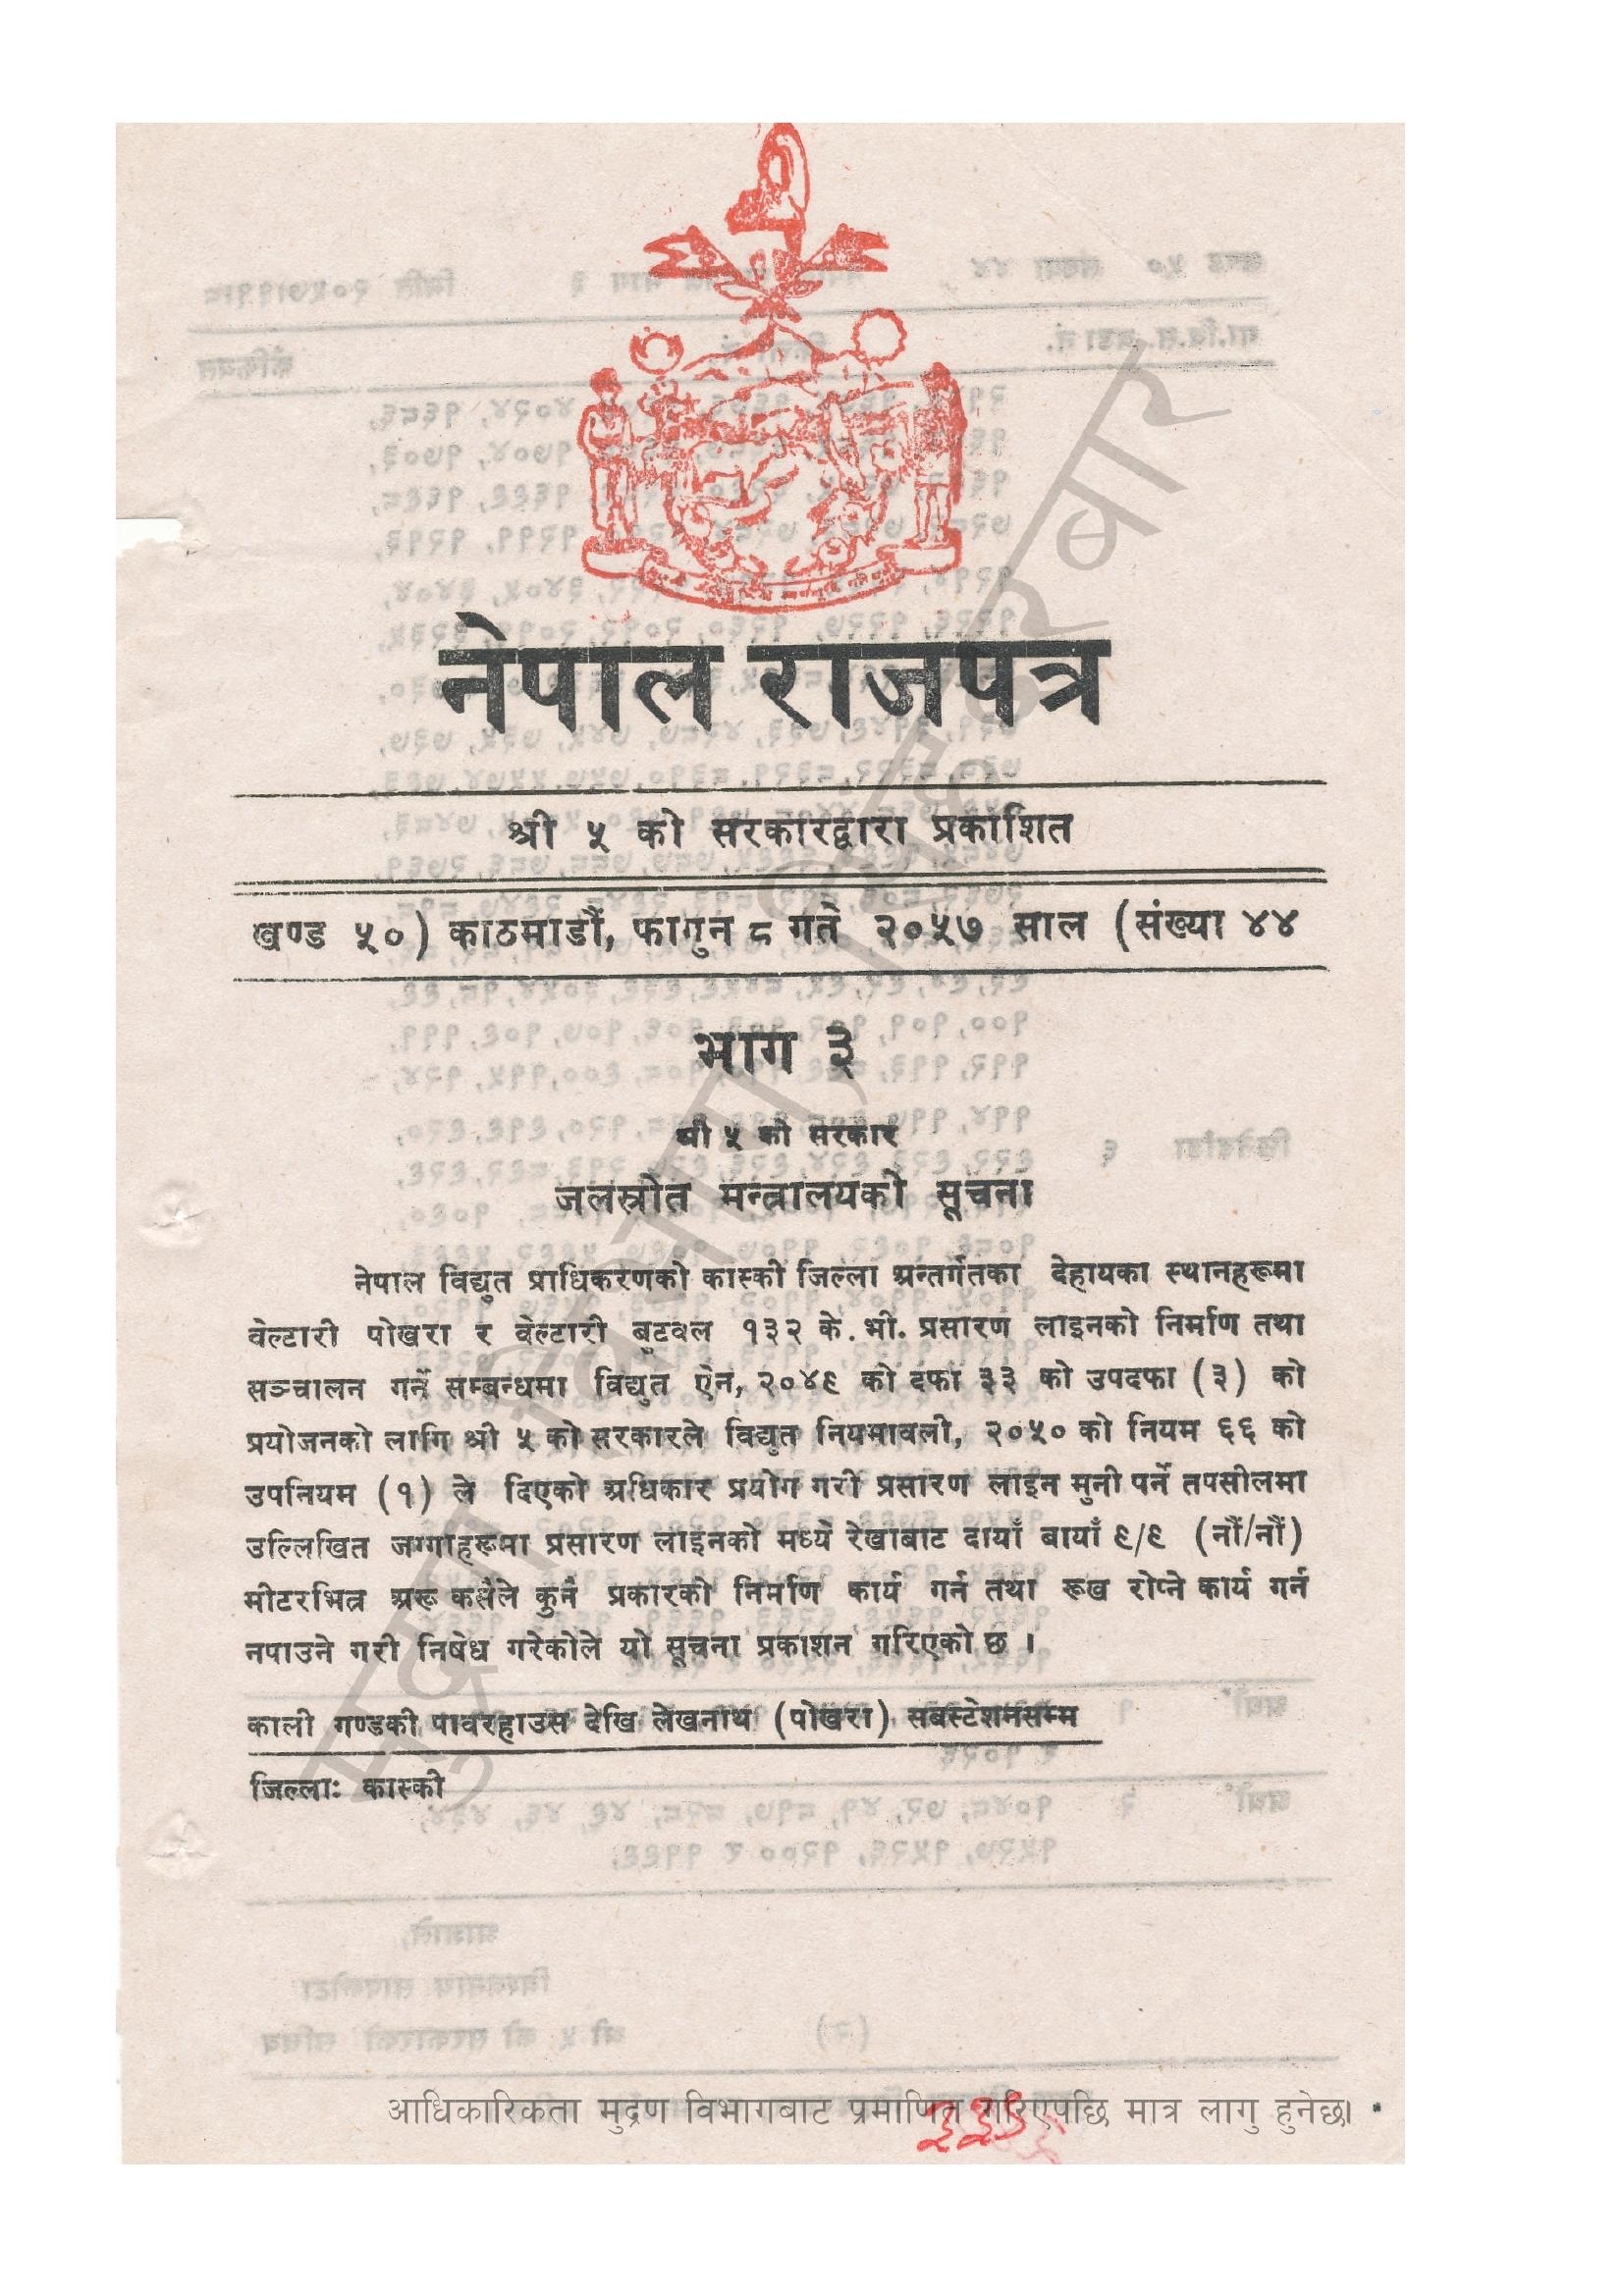 नेपाल राजपत्र
श्री ५ को सरकारद्वारा प्रकाशित
खण्ड ५०) काठमाडौं, फागुन ८ गते २०५७ साल (संख्या ४४
भाग ३
श्री ५ को सरकार
जलस्रोत मन्त्रालयको सूचना
नेपाल विद्युत प्राधिकरणको कास्की जिल्ला अन्तर्गतका देहायका स्थानहरूमा
वेल्टारी पोखरा र वेल्टारी बुटवल १३२ के. भी. प्रसारण लाइनको निर्माण तथा
सञ्चालन गर्ने सम्बन्धमा विद्युत ऐन, २०४९ को दफा ३३ को उपदफा (३) को
प्रयोजनको लागि श्री ५ को सरकारले विद्युत नियमावली, २०५० को नियम ६६ को
उपनियम (१) ले दिएको अधिकार प्रयोग गरी प्रसारण लाइन मुनी पर्ने तपसीलमा
उल्लिखित जग्गाहरूमा प्रसारण लाइनको मध्ये रेखाबाट दायाँ बायाँ ९/९ (नौं/नौं)
मीटरभित्र अरू कसैले कुनै प्रकारको निर्माण कार्य गर्न तथा रूख रोप्ने कार्य गर्न
नपाउने गरी निषेध गरेकोले यो सूचना प्रकाशन गरिएको छ ।
काली गण्डकी पावरहाउस देखि लेखनाथ (पोखरा) सबस्टेशनसम्म
जिल्ला: कास्की
आधिकारिकता मुद्रण विभागबाट प्रमाणित गरिएपछि मात्र लागु हुनेछ।